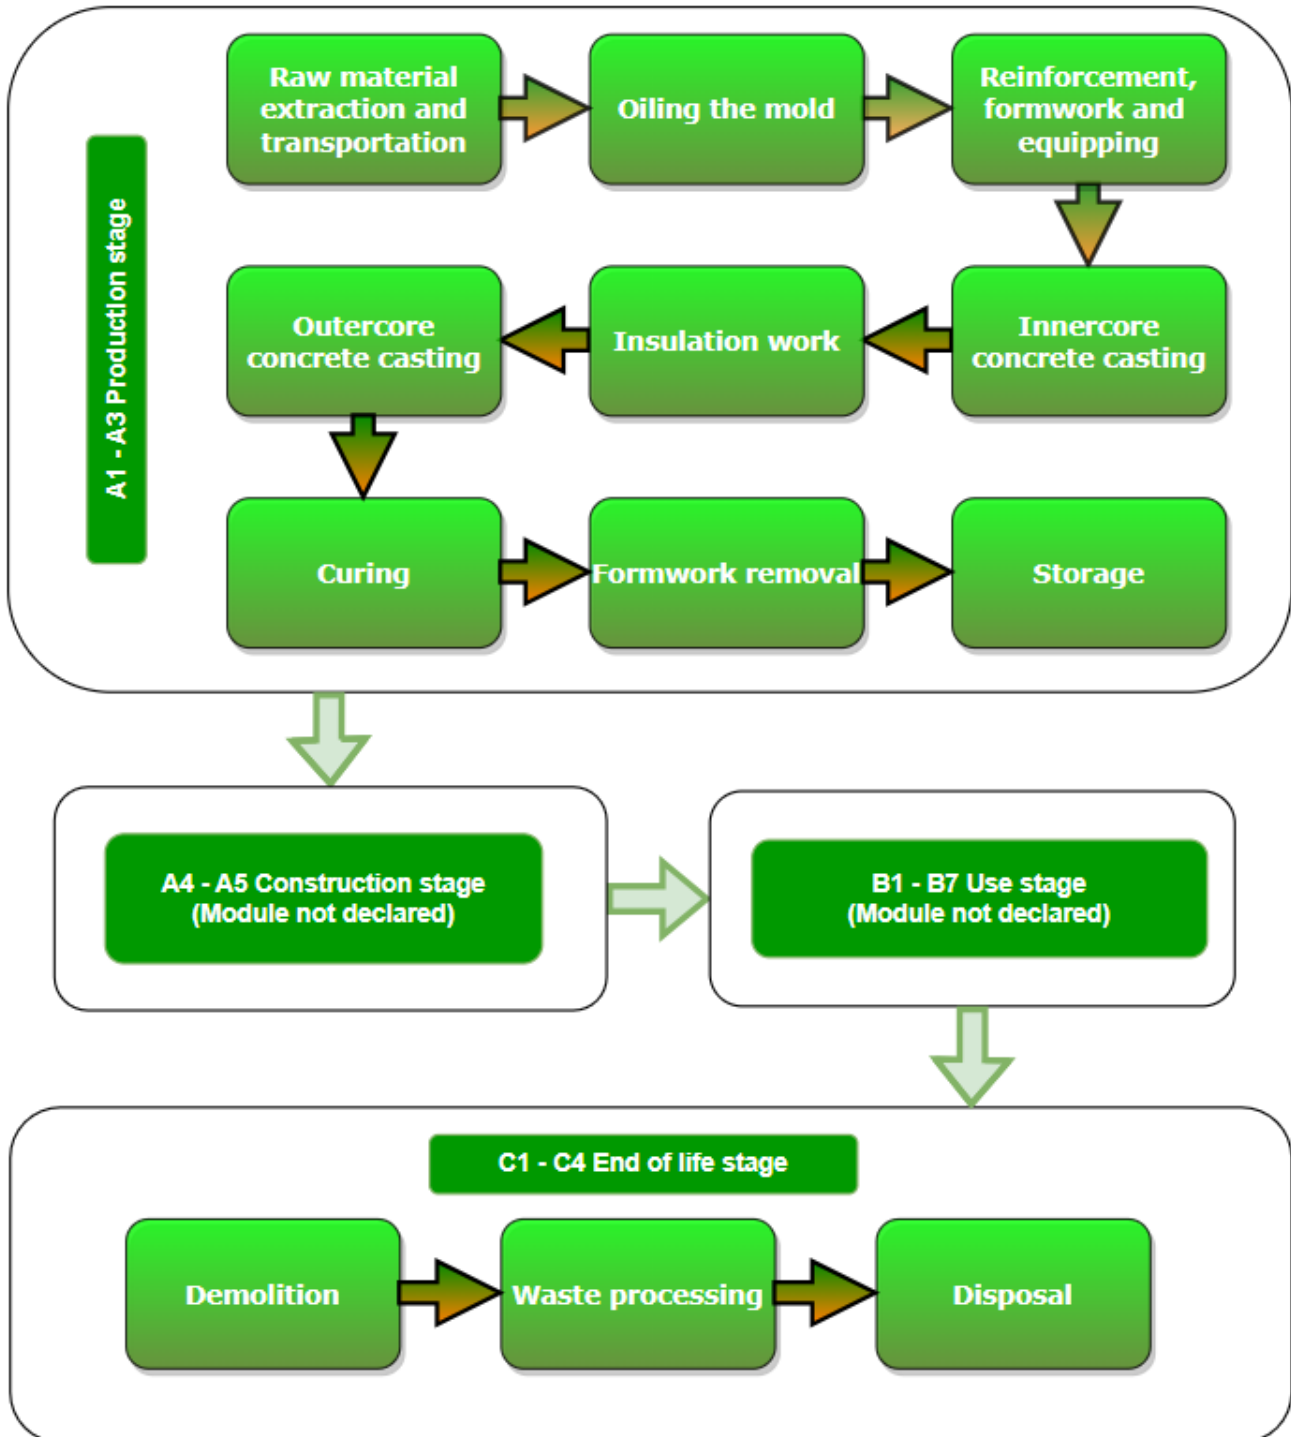 A1 - A3 Production stage
Raw material
extraction and
transportation
Oiling the mold
Reinforcement,
formwork and
equipping
Outercore
concrete casting
Insulation work
Innercore
concrete casting
Curing
Formwork removal
Storage
A4 - A5 Construction stage
(Module not declared)
B1 - B7 Use stage
(Module not declared)
C1 - C4 End of life stage
Demolition
Waste processing
Disposal